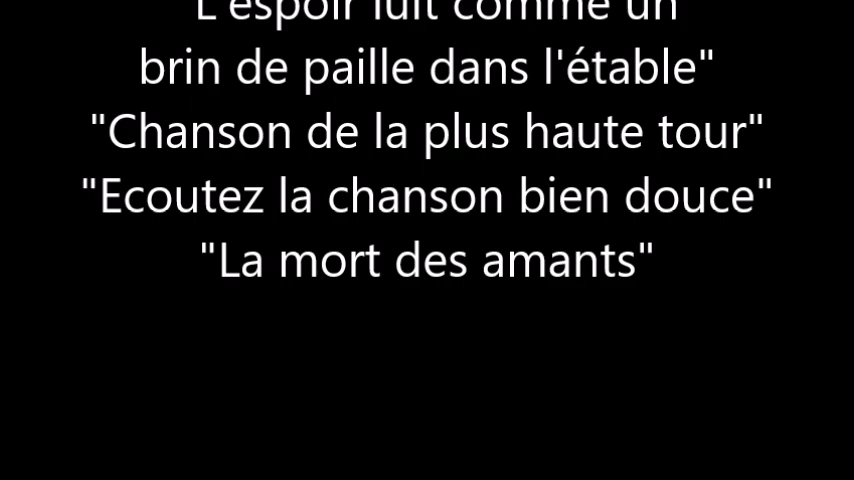 "L'espoir luit comme un
brin de paille dans l'étable"
"Chanson de la plus haute tour"
"Ecoutez la chanson bien douce"
"La mort des amants"